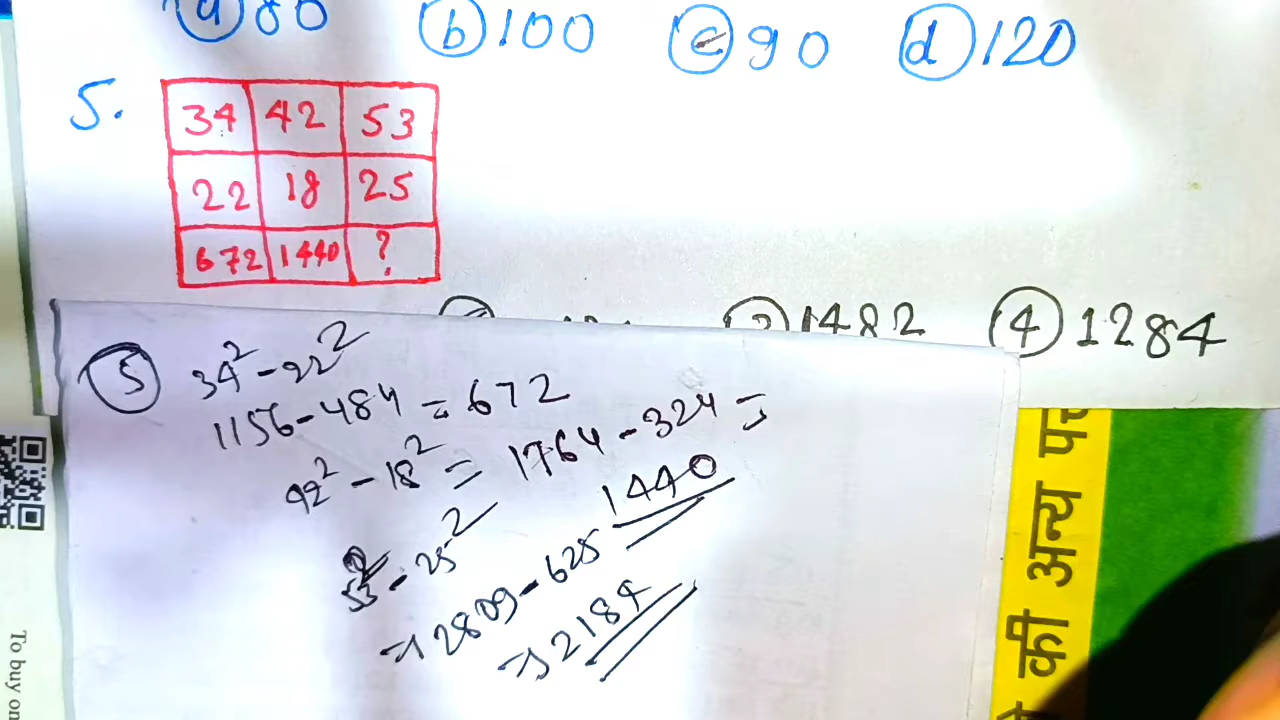 (a) 80 (b) 100 (c) 90 (d) 120
5.
34 42 53
22 18 25
672 1440 ?
1482 (4) 1284
(5) 34² - 22²
1156 - 484 = 672
42² - 18² = 1764 - 324 =
1440
53² - 25²
⇒ 2809 - 625
⇒ 2184
की अन्य
To buy on